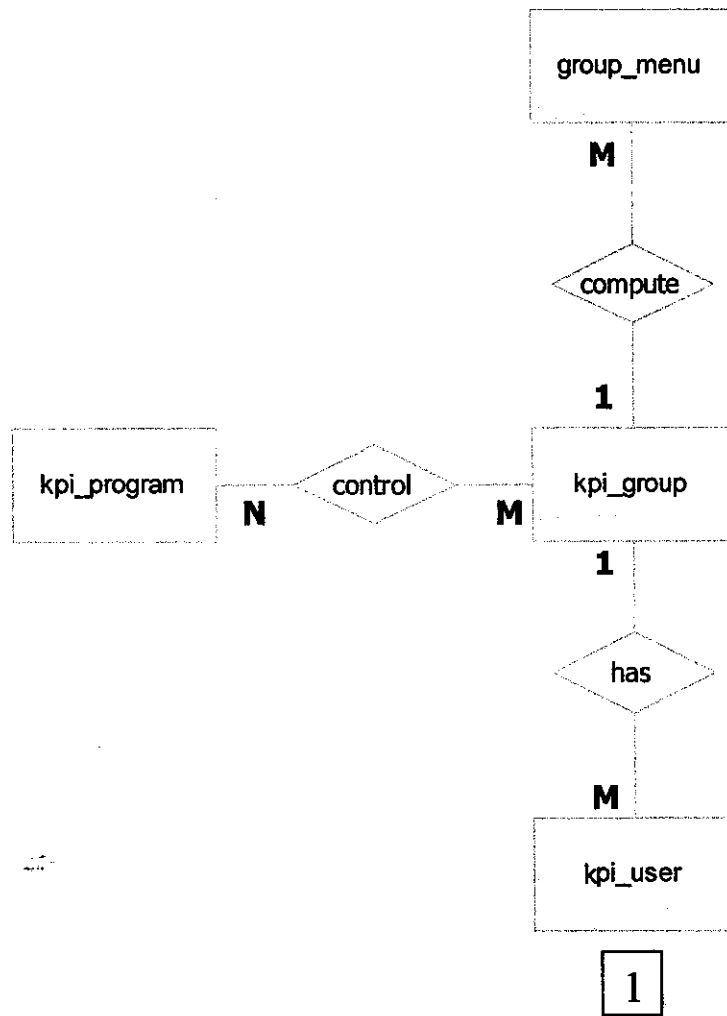 group_menu
M
compute
1
kpi_program
N
control
M
kpi_group
1
has
M
kpi_user
1